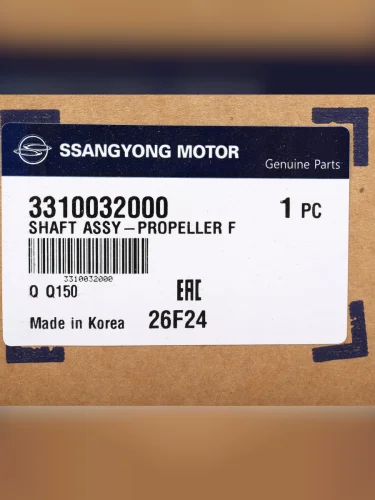 SSANGYONG MOTOR
Genuine Parts
3310032000 1 PC
SHAFT ASSY-PROPELLER F
3310032000
Q Q150 EAC
Made in Korea 26F24